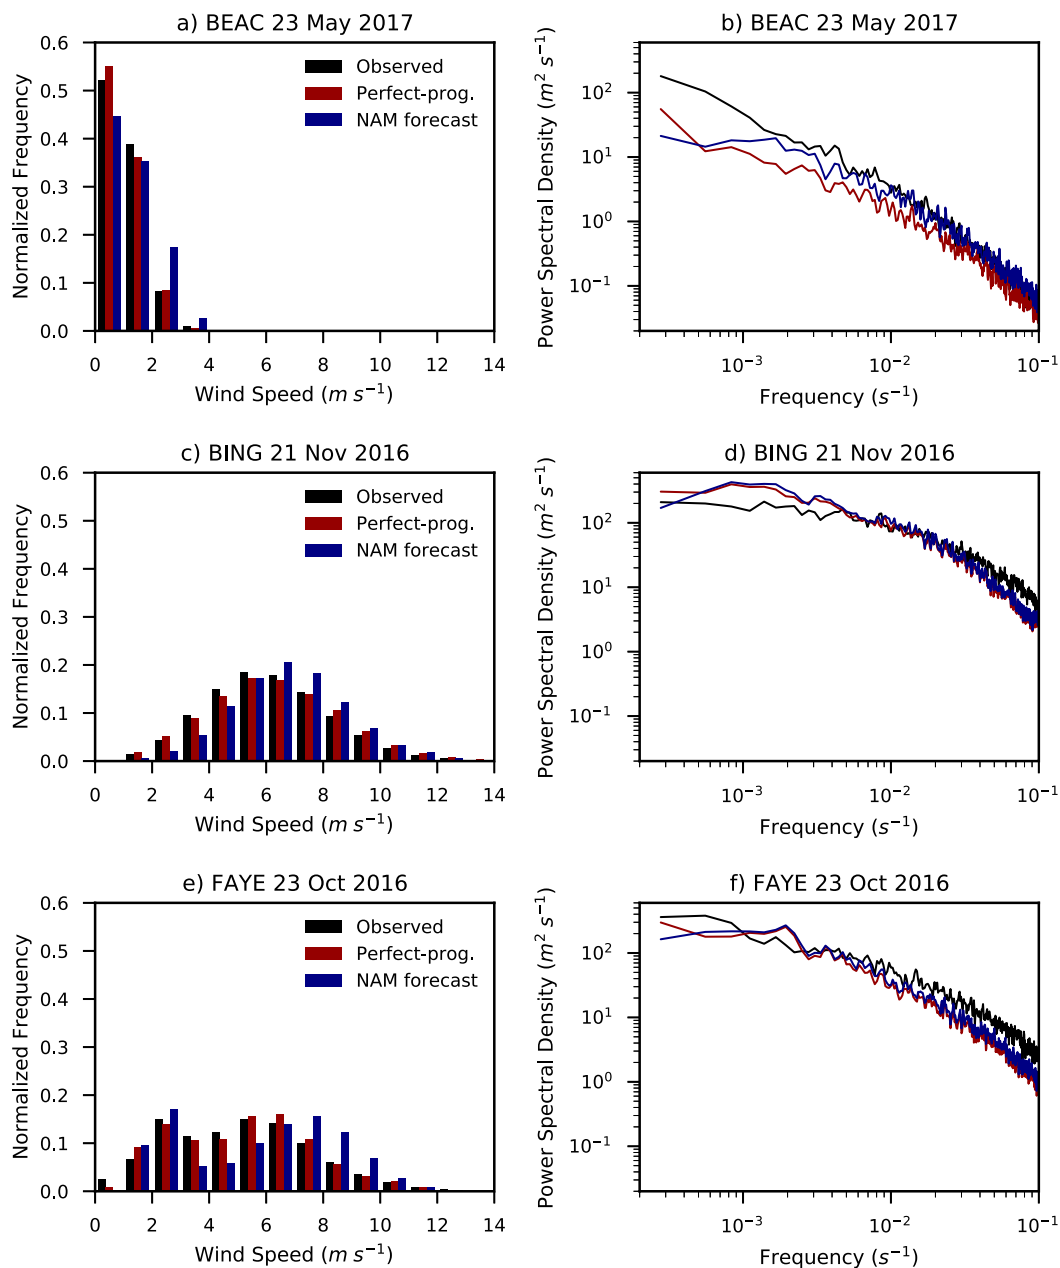 a) BEAC 23 May 2017
0.6
0.5
0.4
0.3
0.2
0.1
0.0
Normalized Frequency
Observed
Perfect-prog.
NAM forecast
0 2 4 6 8 10 12 14
Wind Speed (m s⁻¹)
b) BEAC 23 May 2017
Power Spectral Density (m² s⁻¹)
10²
10¹
10⁰
10⁻¹
10⁻³ 10⁻² 10⁻¹
Frequency (s⁻¹)
c) BING 21 Nov 2016
0.6
0.5
0.4
0.3
0.2
0.1
0.0
Normalized Frequency
Observed
Perfect-prog.
NAM forecast
0 2 4 6 8 10 12 14
Wind Speed (m s⁻¹)
d) BING 21 Nov 2016
Power Spectral Density (m² s⁻¹)
10²
10¹
10⁰
10⁻¹
10⁻³ 10⁻² 10⁻¹
Frequency (s⁻¹)
e) FAYE 23 Oct 2016
0.6
0.5
0.4
0.3
0.2
0.1
0.0
Normalized Frequency
Observed
Perfect-prog.
NAM forecast
0 2 4 6 8 10 12 14
Wind Speed (m s⁻¹)
f) FAYE 23 Oct 2016
Power Spectral Density (m² s⁻¹)
10²
10¹
10⁰
10⁻¹
10⁻³ 10⁻² 10⁻¹
Frequency (s⁻¹)